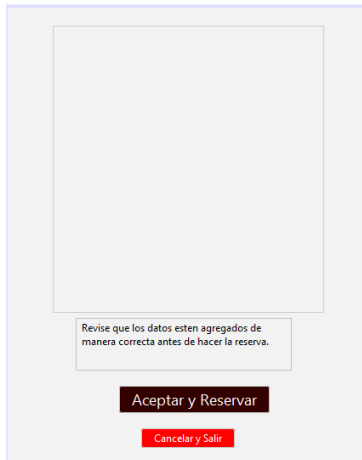 Revise que los datos esten agregados de
manera correcta antes de hacer la reserva.
Aceptar y Reservar
Cancelar y Salir